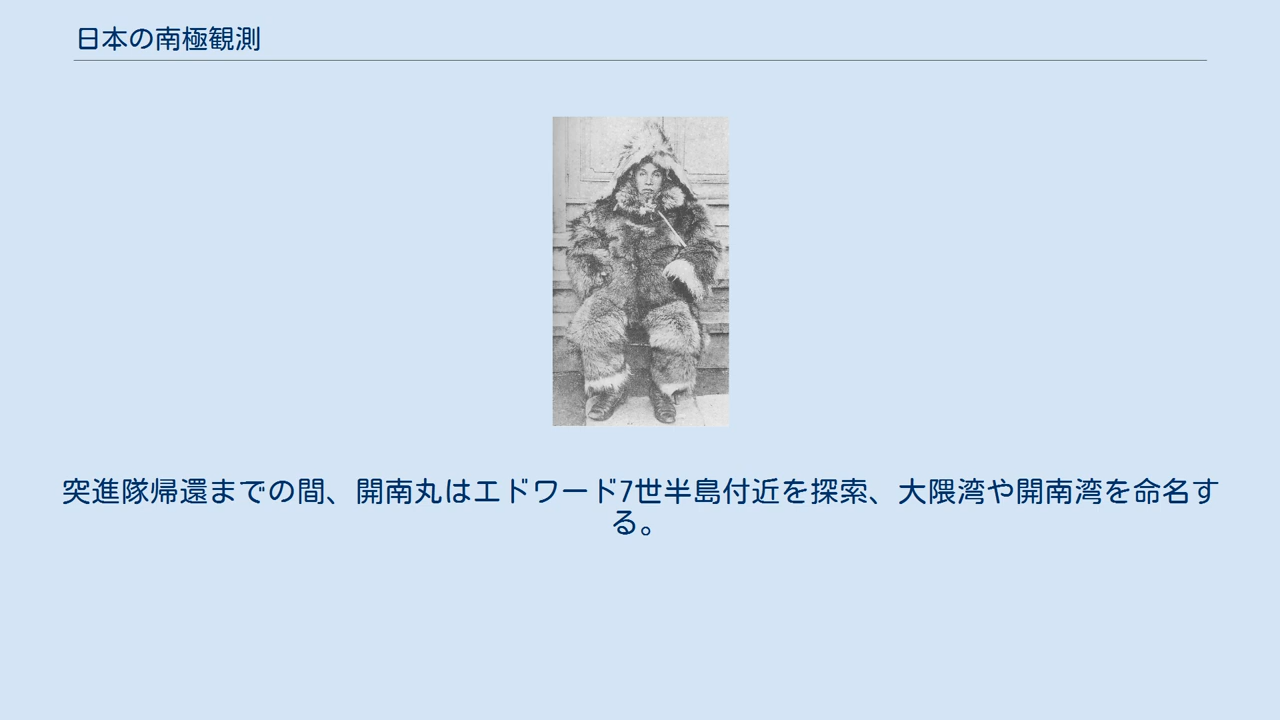 日本の南極観測
突進隊帰還までの間、開南丸はエドワード7世半島付近を探索、大隈湾や開南湾を命名す
る。